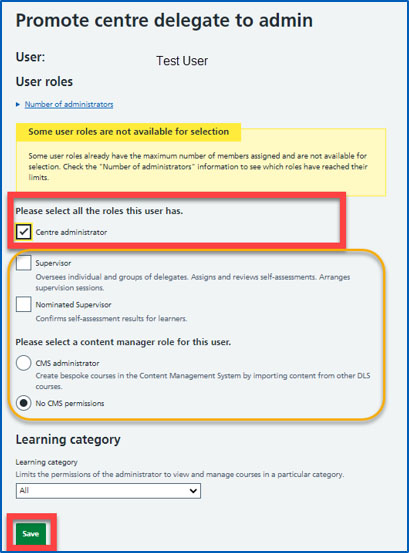 Promote centre delegate to admin
User: Test User
User roles
Number of administrators
Some user roles are not available for selection
Some user roles already have the maximum number of members assigned and are not available for
selection. Check the "Number of administrators" information to see which roles have reached their
limits.
Please select all the roles this user has.
Centre administrator
Supervisor
Oversees individual and groups of delegates. Assigns and reviews self-assessments. Arranges
supervision sessions.
Nominated Supervisor
Confirms self-assessment results for learners.
Please select a content manager role for this user.
CMS administrator
Create bespoke courses in the Content Management System by importing content from other DLS
courses.
No CMS permissions
Learning category
Learning category
Limits the permissions of the administrator to view and manage courses in a particular category.
All
Save